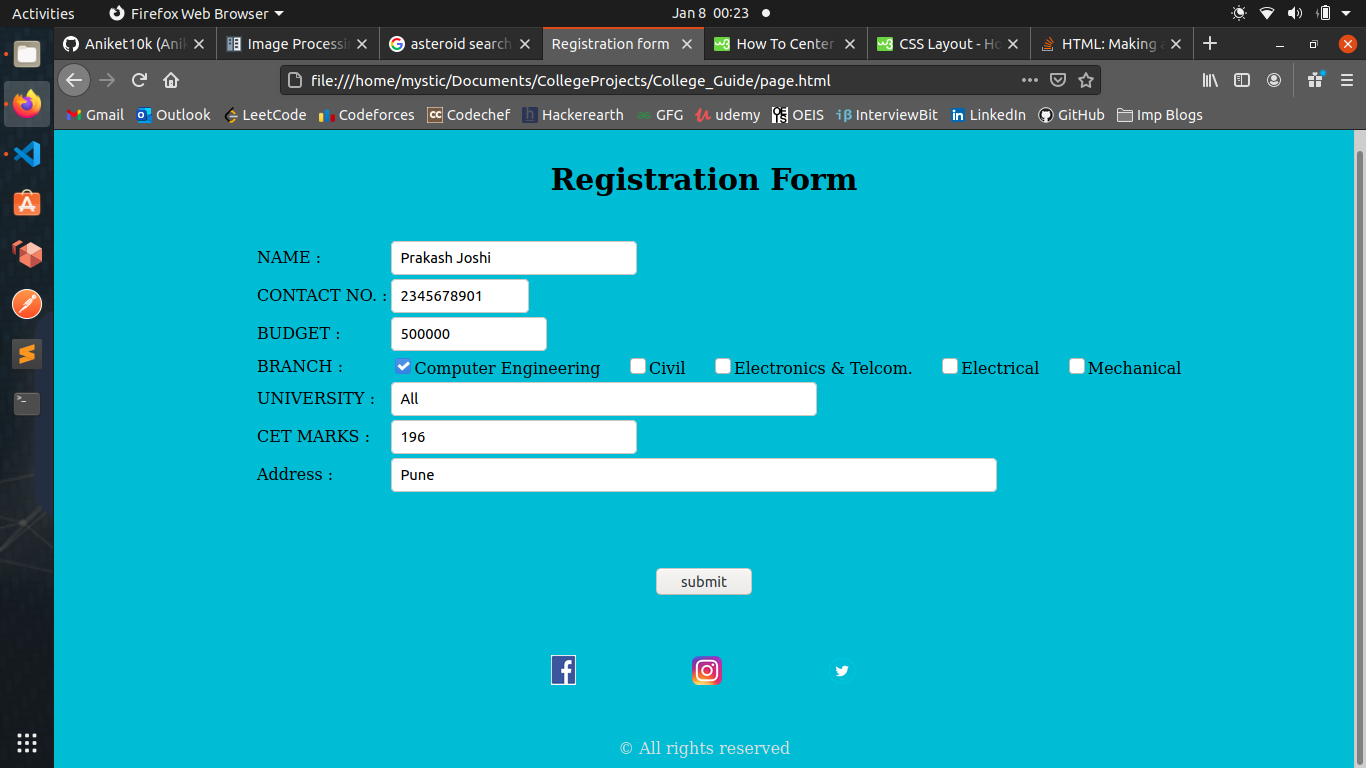 Activities Firefox Web Browser Jan 8 00:23
Aniket10k (Ani Image Processi asteroid search Registration form How To Center CSS Layout - Ho HTML: Making a
file:///home/mystic/Documents/CollegeProjects/College_Guide/page.html
Gmail Outlook LeetCode Codeforces Codechef Hackerearth GFG udemy OEIS InterviewBit LinkedIn GitHub Imp Blogs
Registration Form
NAME : Prakash Joshi
CONTACT NO. : 2345678901
BUDGET : 500000
BRANCH : Computer Engineering Civil Electronics & Telcom. Electrical Mechanical
UNIVERSITY : All
CET MARKS : 196
Address : Pune
submit
© All rights reserved